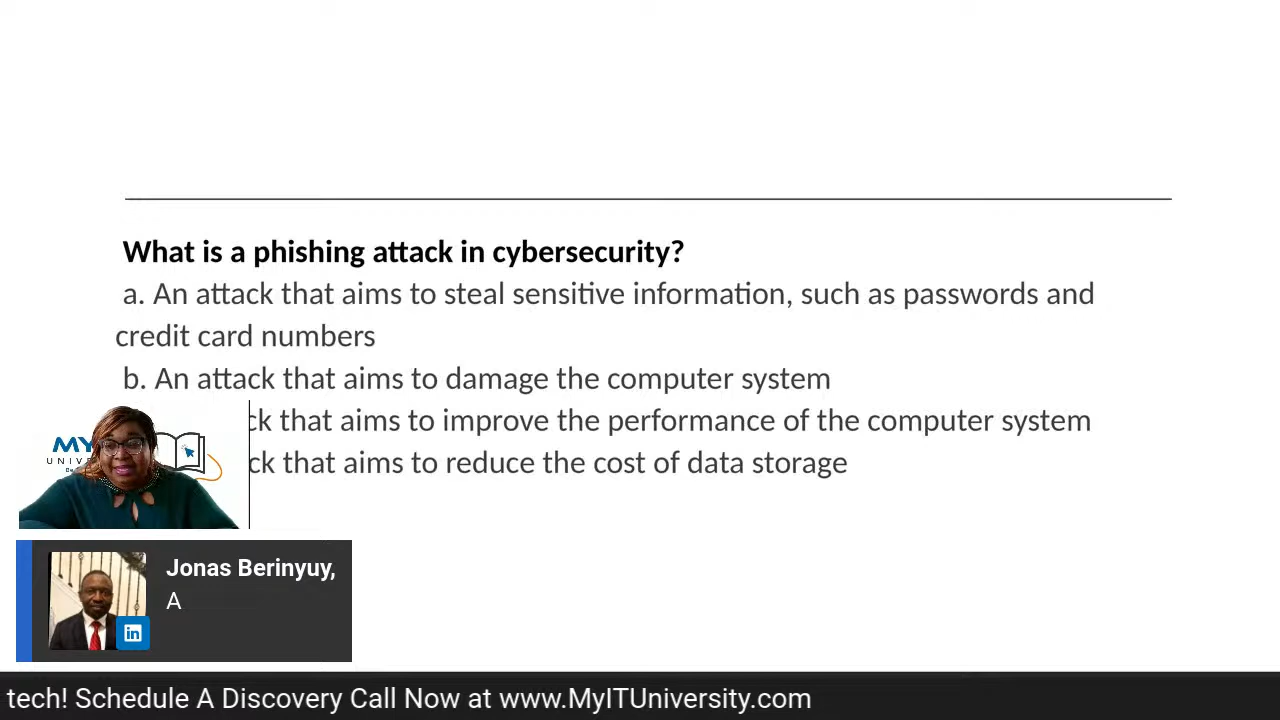 What is a phishing attack in cybersecurity?
a. An attack that aims to steal sensitive information, such as passwords and
credit card numbers
b. An attack that aims to damage the computer system
ck that aims to improve the performance of the computer system
ck that aims to reduce the cost of data storage
MY
UNIV
Jonas Berinyuy,
A
in
tech! Schedule A Discovery Call Now at www.MyITUniversity.com